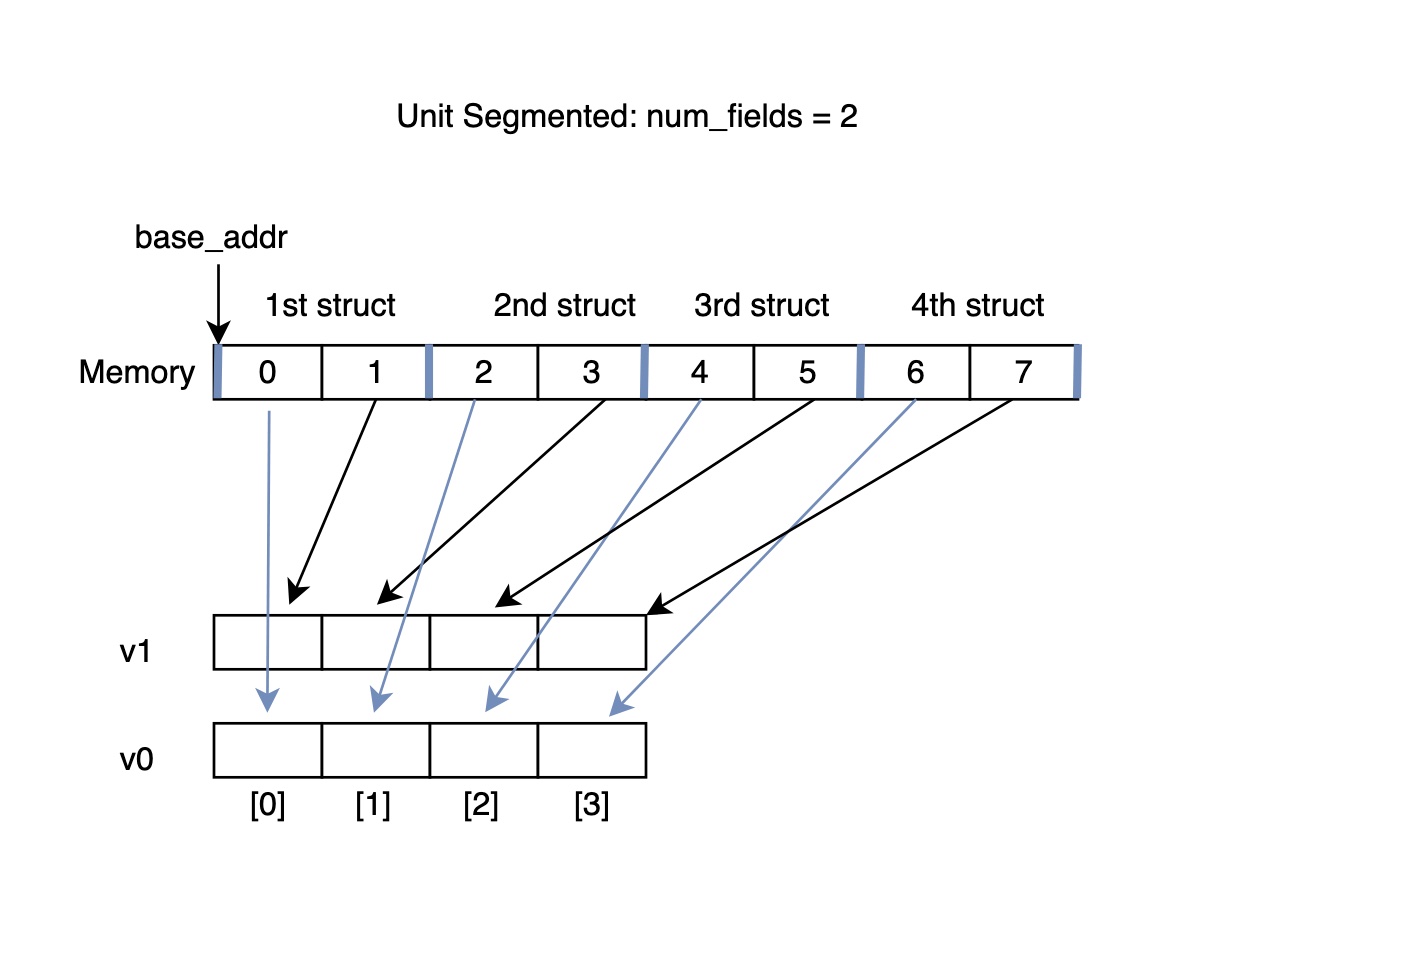 Unit Segmented: num_fields = 2
base_addr
1st struct 2nd struct 3rd struct 4th struct
Memory 0 1 2 3 4 5 6 7
v1
v0
[0] [1] [2] [3]